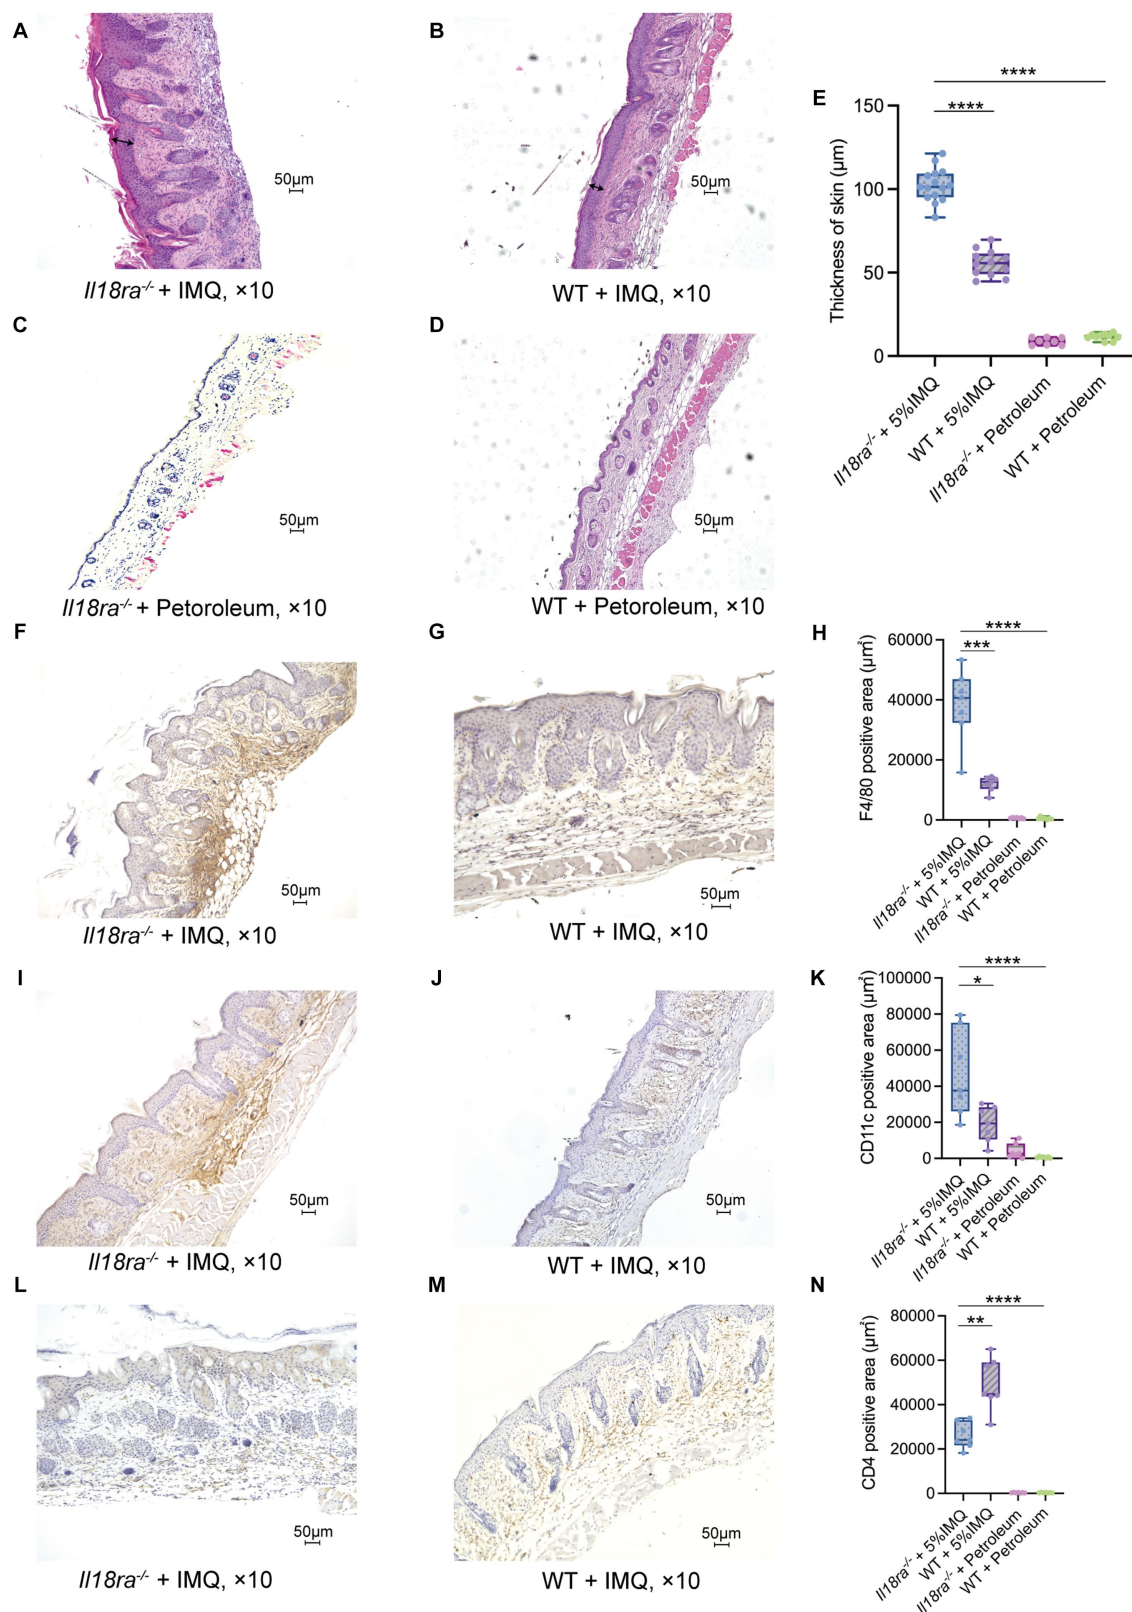 A
50µm
Il18ra-/- + IMQ, ×10
B
50µm
WT + IMQ, ×10
C
50µm
Il18ra-/- + Petoroleum, ×10
D
50µm
WT + Petoroleum, ×10
E
****
****
Thickness of skin (µm)
150
100
50
0
Il18ra-/- + 5%IMQ
WT + 5%IMQ
Il18ra-/- + Petroleum
WT + Petroleum
F
50µm
Il18ra-/- + IMQ, ×10
G
50µm
WT + IMQ, ×10
H
****
***
F4/80 positive area (µm²)
60000
40000
20000
0
Il18ra-/- + 5%IMQ
WT + 5%IMQ
Il18ra-/- + Petroleum
WT + Petroleum
I
50µm
Il18ra-/- + IMQ, ×10
J
50µm
WT + IMQ, ×10
K
****
*
CD11c positive area (µm²)
100000
80000
60000
40000
20000
0
Il18ra-/- + 5%IMQ
WT + 5%IMQ
Il18ra-/- + Petroleum
WT + Petroleum
L
50µm
Il18ra-/- + IMQ, ×10
M
50µm
WT + IMQ, ×10
N
****
**
CD4 positive area (µm²)
80000
60000
40000
20000
0
Il18ra-/- + 5%IMQ
WT + 5%IMQ
Il18ra-/- + Petroleum
WT + Petroleum